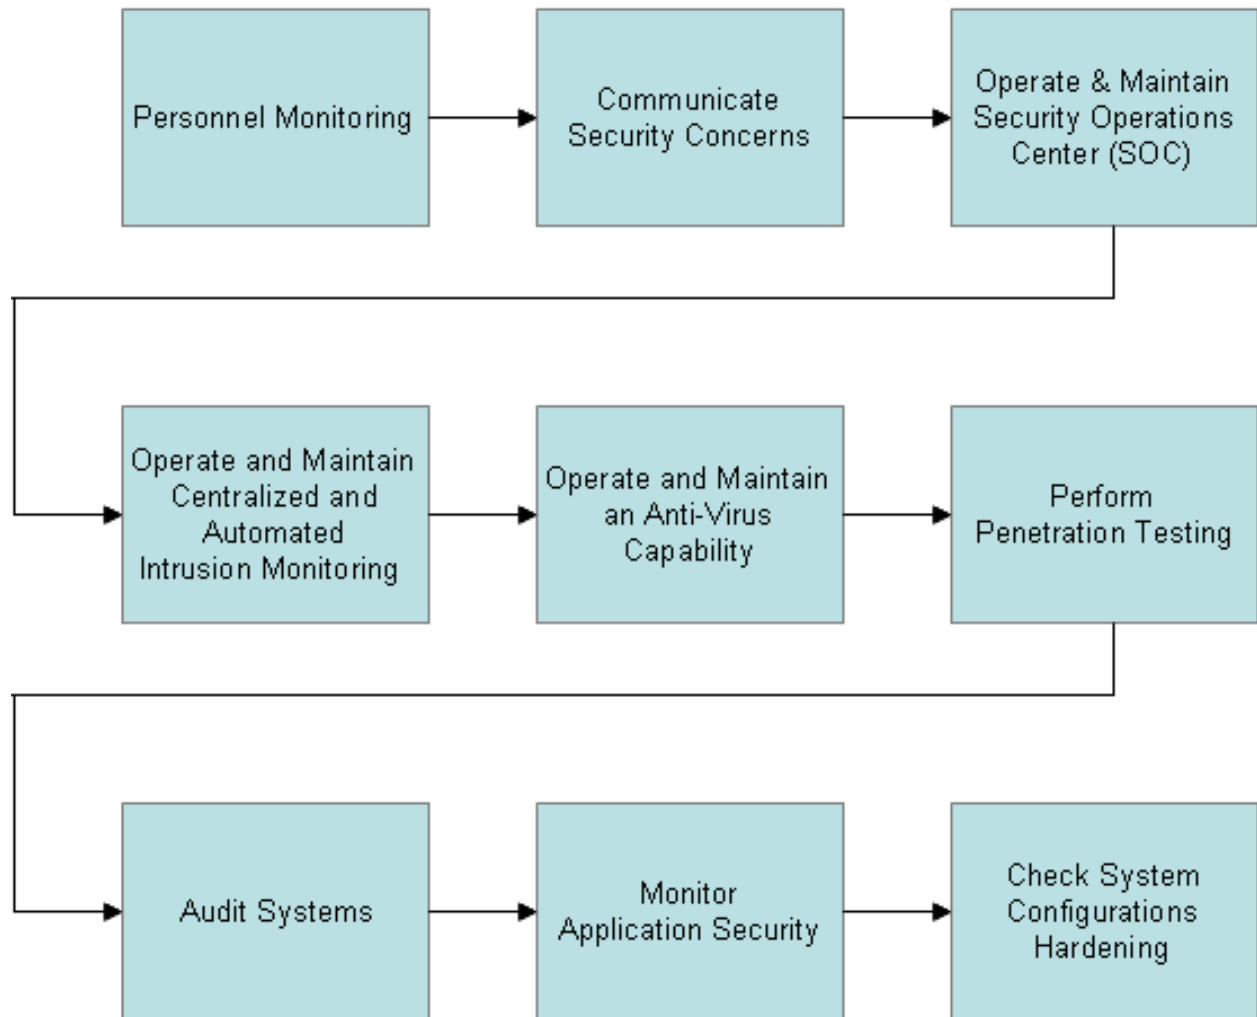 Personnel Monitoring
Communicate
Security Concerns
Operate & Maintain
Security Operations
Center (SOC)
Operate and Maintain
Centralized and
Automated
Intrusion Monitoring
Operate and Maintain
an Anti-Virus
Capability
Perform
Penetration Testing
Audit Systems
Monitor
Application Security
Check System
Configurations
Hardening